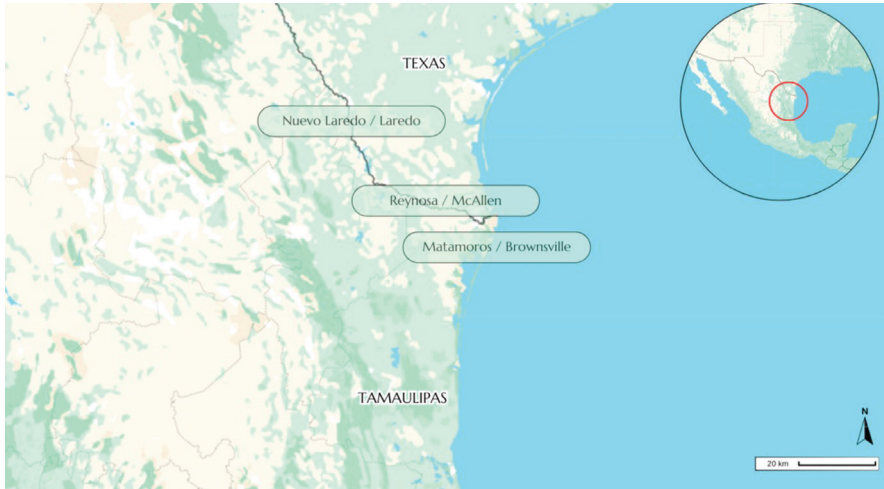 TEXAS
Nuevo Laredo / Laredo
Reynosa / McAllen
Matamoros / Brownsville
TAMAULIPAS
N
20 km